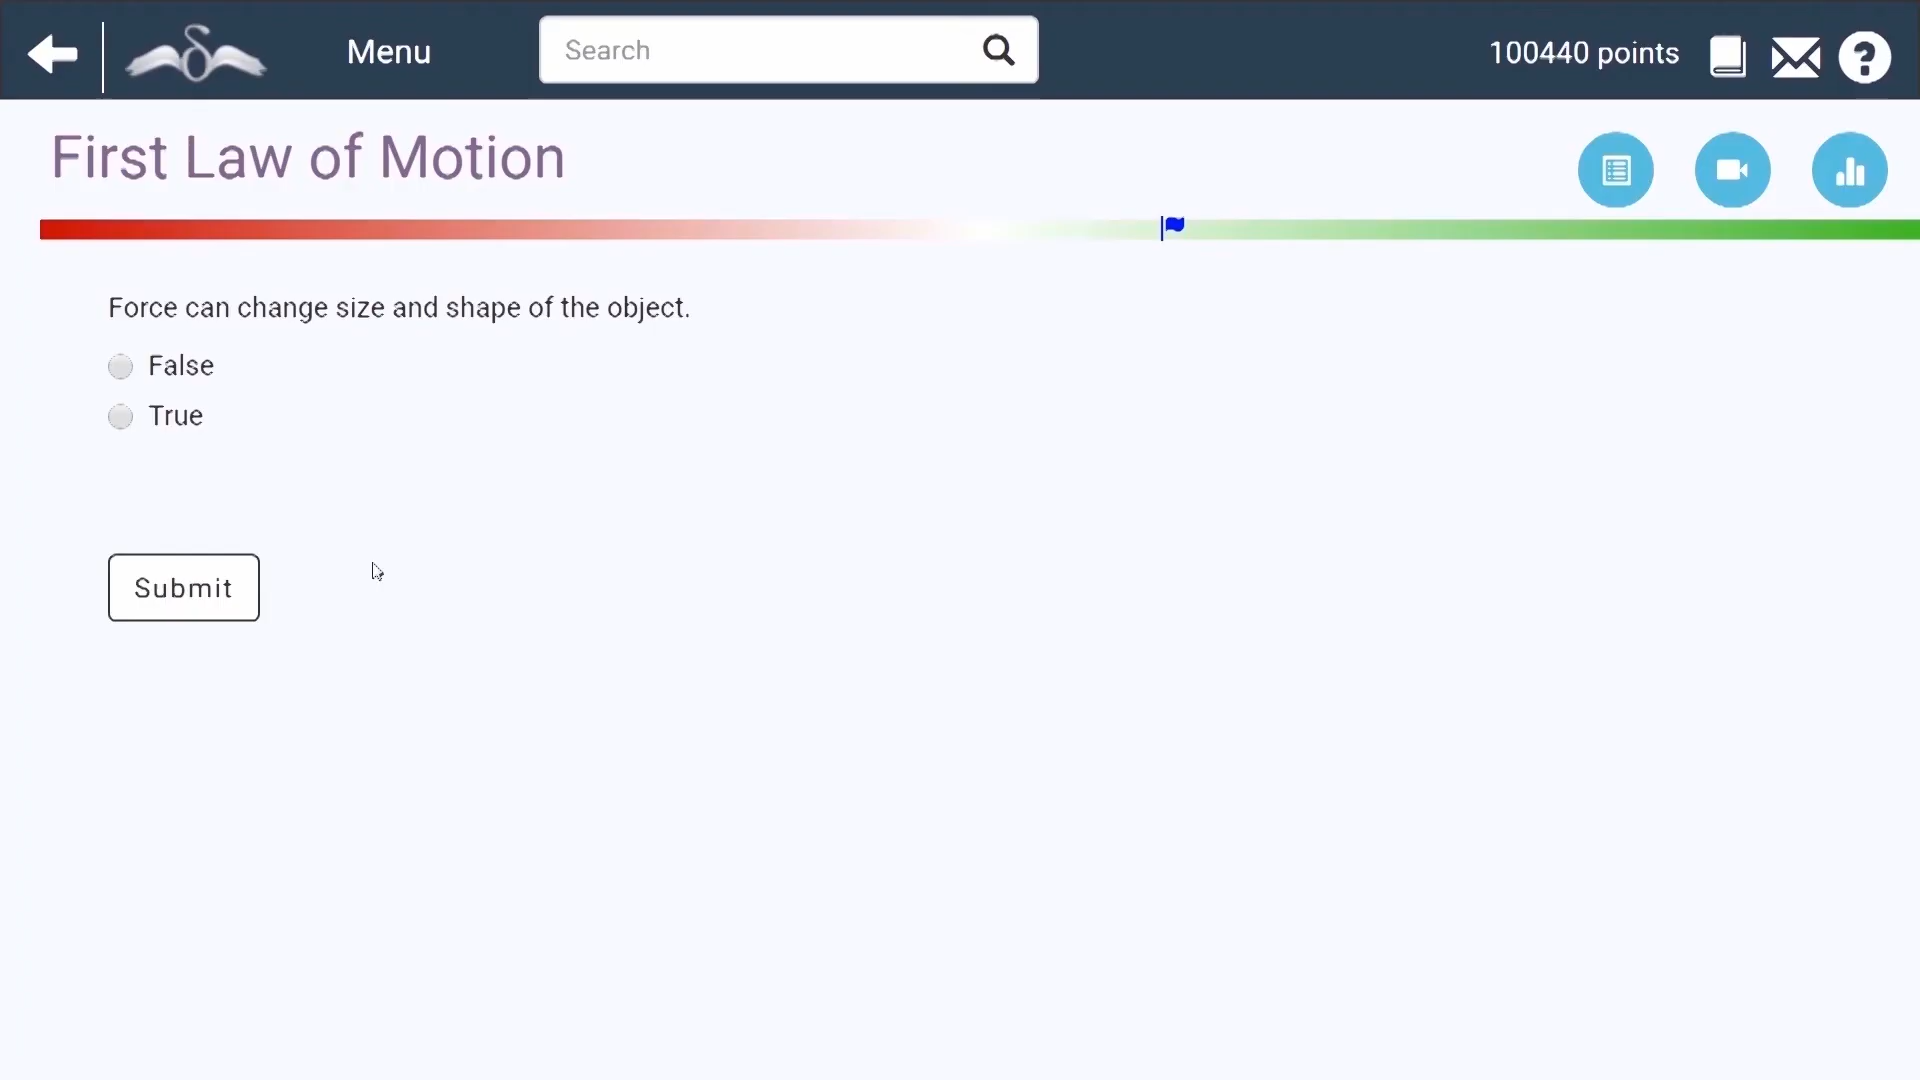 Menu
Search
100440 points
First Law of Motion
Force can change size and shape of the object.
False
True
Submit